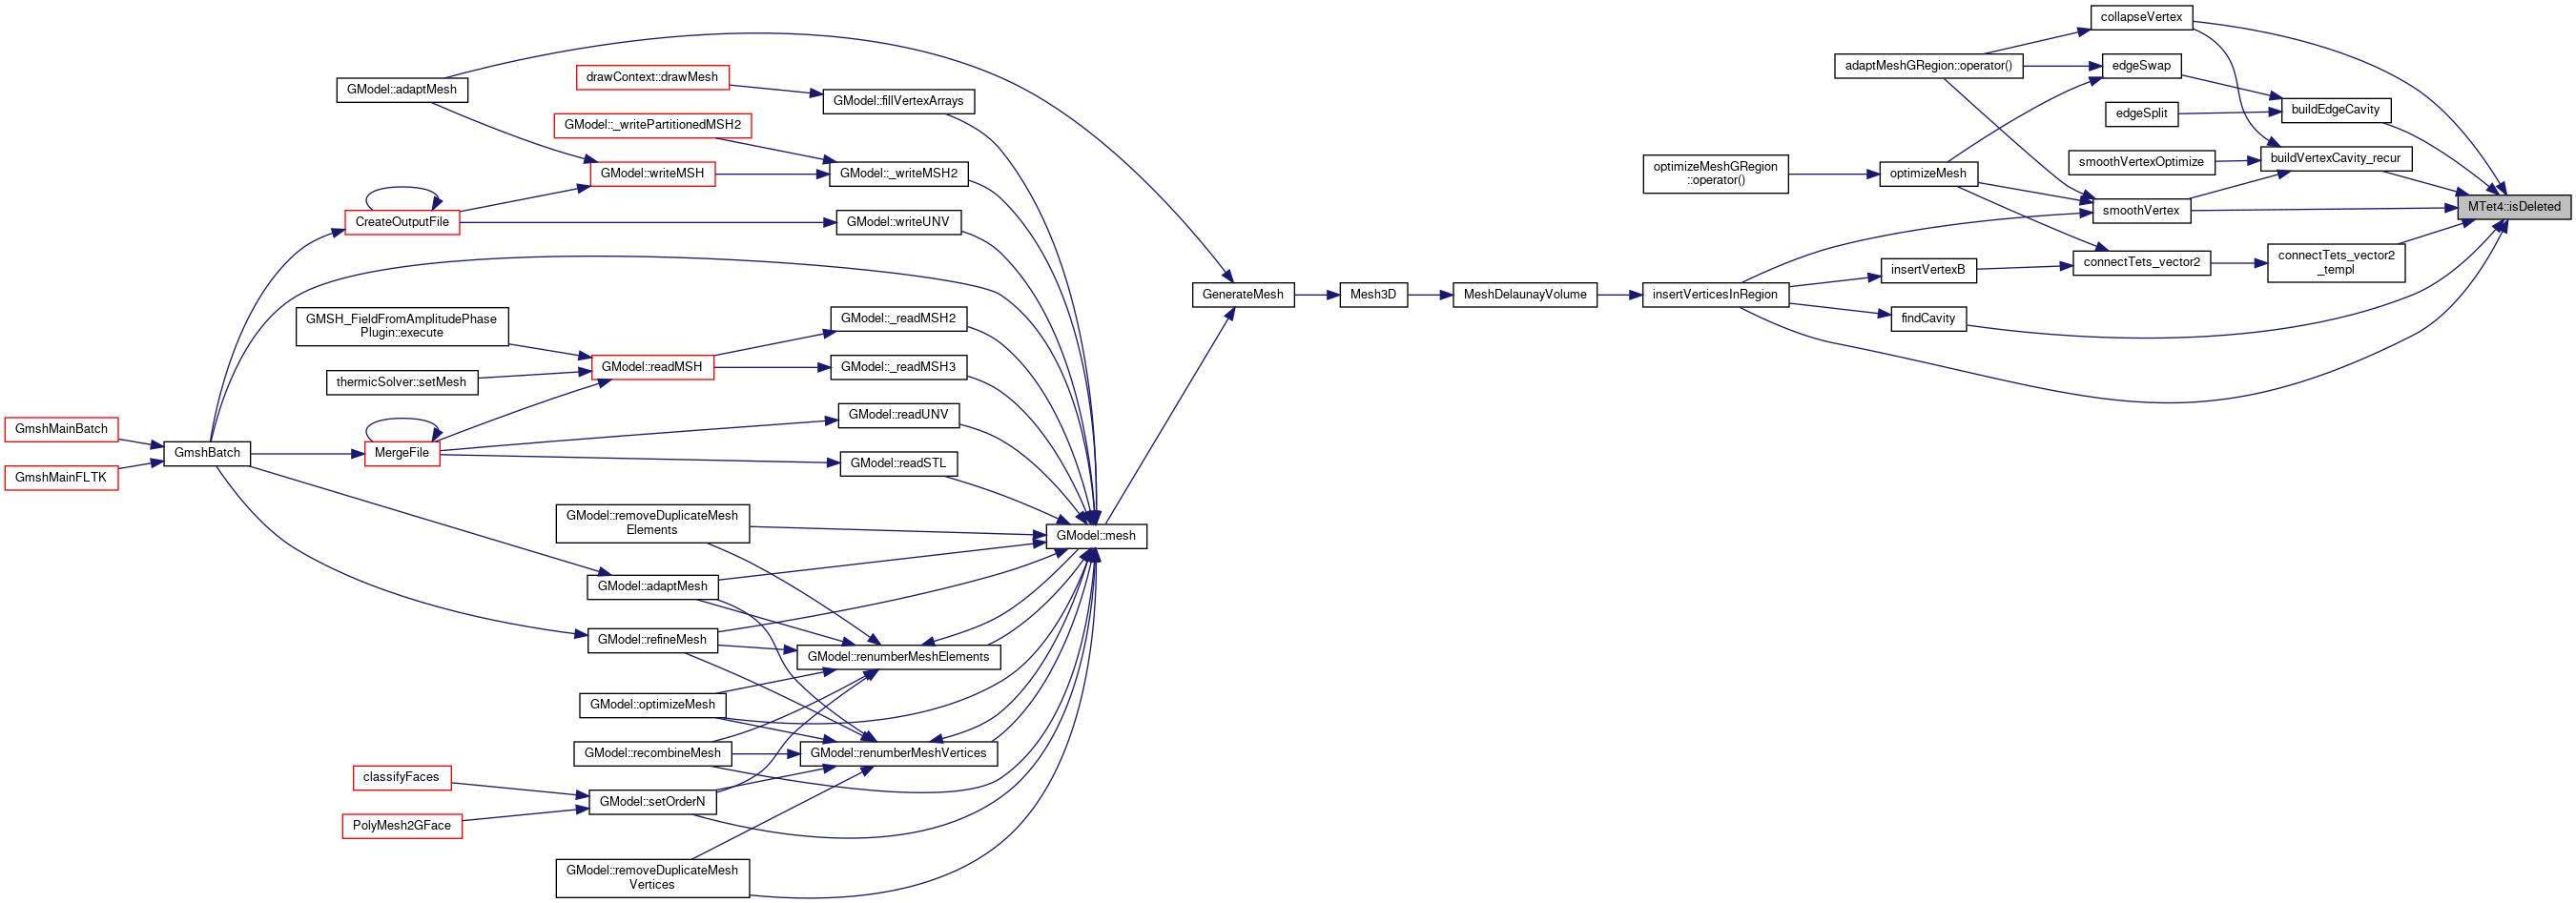 collapseVertex
adaptMeshGRegion::operator()
edgeSwap
drawContext::drawMesh
GModel::adaptMesh
GModel::fillVertexArrays
buildEdgeCavity
edgeSplit
GModel::_writePartitionedMSH2
buildVertexCavity_recur
smoothVertexOptimize
optimizeMeshGRegion
::operator()
optimizeMesh
GModel::writeMSH
GModel::_writeMSH2
MTet4::isDeleted
smoothVertex
CreateOutputFile
GModel::writeUNV
connectTets_vector2
_templ
connectTets_vector2
insertVertexB
GenerateMesh
Mesh3D
MeshDelaunayVolume
insertVerticesInRegion
findCavity
GMSH_FieldFromAmplitudePhase
Plugin::execute
GModel::_readMSH2
GModel::readMSH
GModel::_readMSH3
thermicSolver::setMesh
GModel::readUNV
GmshMainBatch
GmshBatch
MergeFile
GModel::readSTL
GmshMainFLTK
GModel::removeDuplicateMesh
Elements
GModel::mesh
GModel::adaptMesh
GModel::refineMesh
GModel::renumberMeshElements
GModel::optimizeMesh
GModel::recombineMesh
GModel::renumberMeshVertices
classifyFaces
GModel::setOrderN
PolyMesh2GFace
GModel::removeDuplicateMesh
Vertices